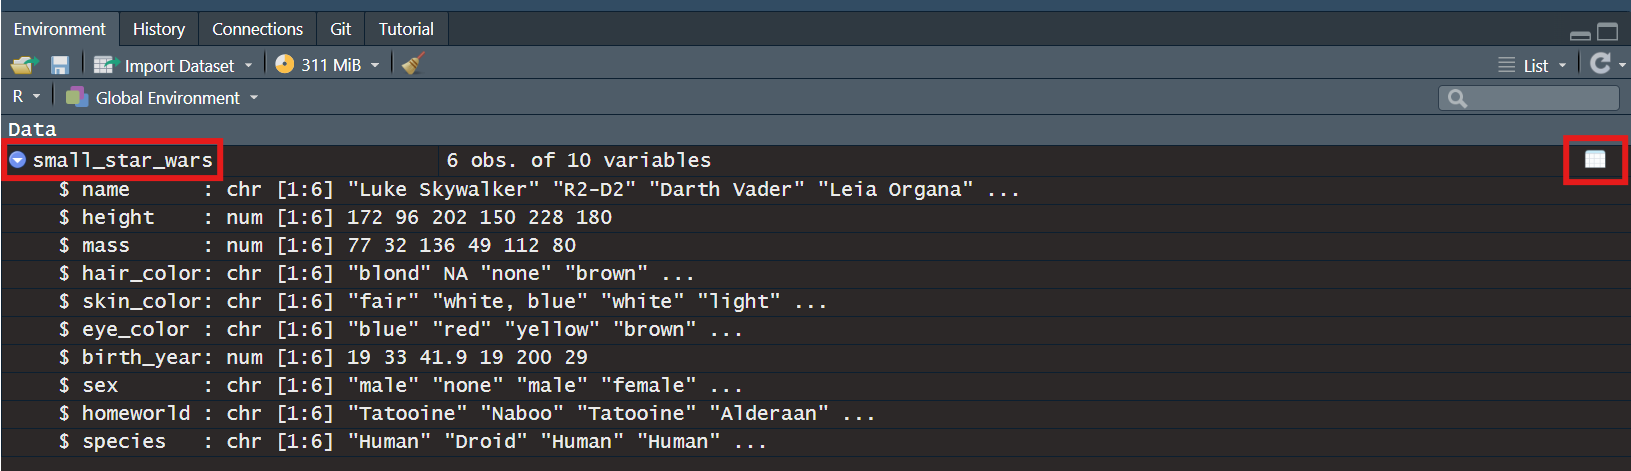 Environment History Connections Git Tutorial
Import Dataset 311 MiB List
R Global Environment
Data
small_star_wars 6 obs. of 10 variables
$ name : chr [1:6] "Luke Skywalker" "R2-D2" "Darth Vader" "Leia Organa" ...
$ height : num [1:6] 172 96 202 150 228 180
$ mass : num [1:6] 77 32 136 49 112 80
$ hair_color: chr [1:6] "blond" NA "none" "brown" ...
$ skin_color: chr [1:6] "fair" "white, blue" "white" "light" ...
$ eye_color : chr [1:6] "blue" "red" "yellow" "brown" ...
$ birth_year: num [1:6] 19 33 41.9 19 200 29
$ sex : chr [1:6] "male" "none" "male" "female" ...
$ homeworld : chr [1:6] "Tatooine" "Naboo" "Tatooine" "Alderaan" ...
$ species : chr [1:6] "Human" "Droid" "Human" "Human" ...